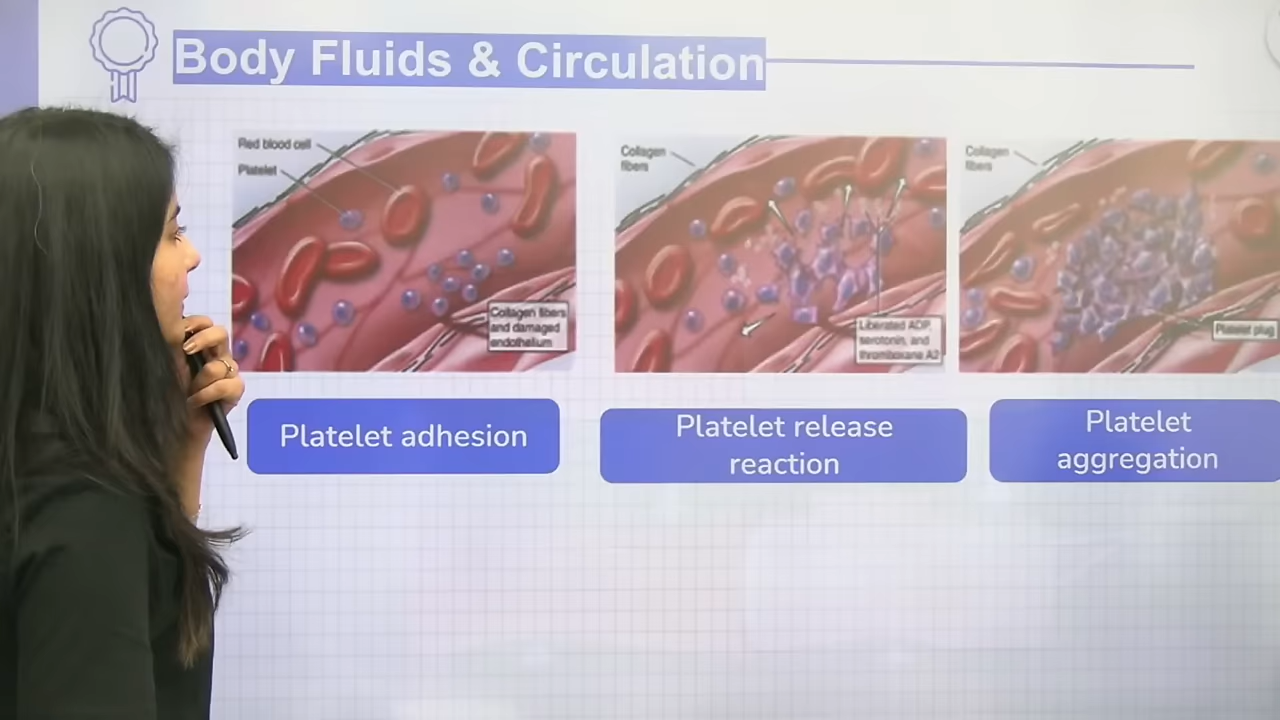 Body Fluids & Circulation
Red blood cell
Platelet
Collagen fibers
and damaged
endothelium
Collagen
fibers
Liberated ADP,
serotonin, and
thromboxane A2
Collagen
fibers
Platelet plug
Platelet adhesion
Platelet release
reaction
Platelet
aggregation